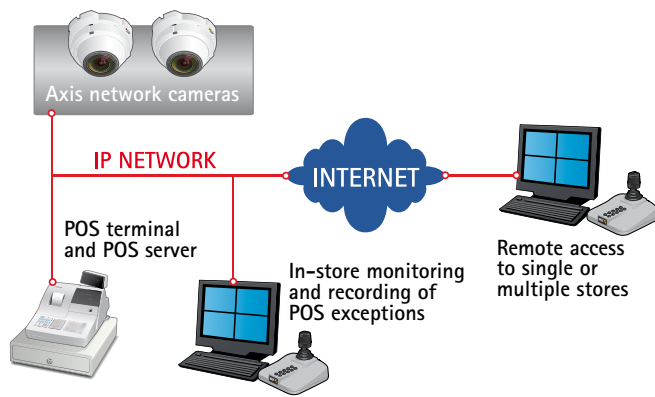 Axis network cameras
IP NETWORK
INTERNET
POS terminal
and POS server
In-store monitoring
and recording of
POS exceptions
Remote access
to single or
multiple stores